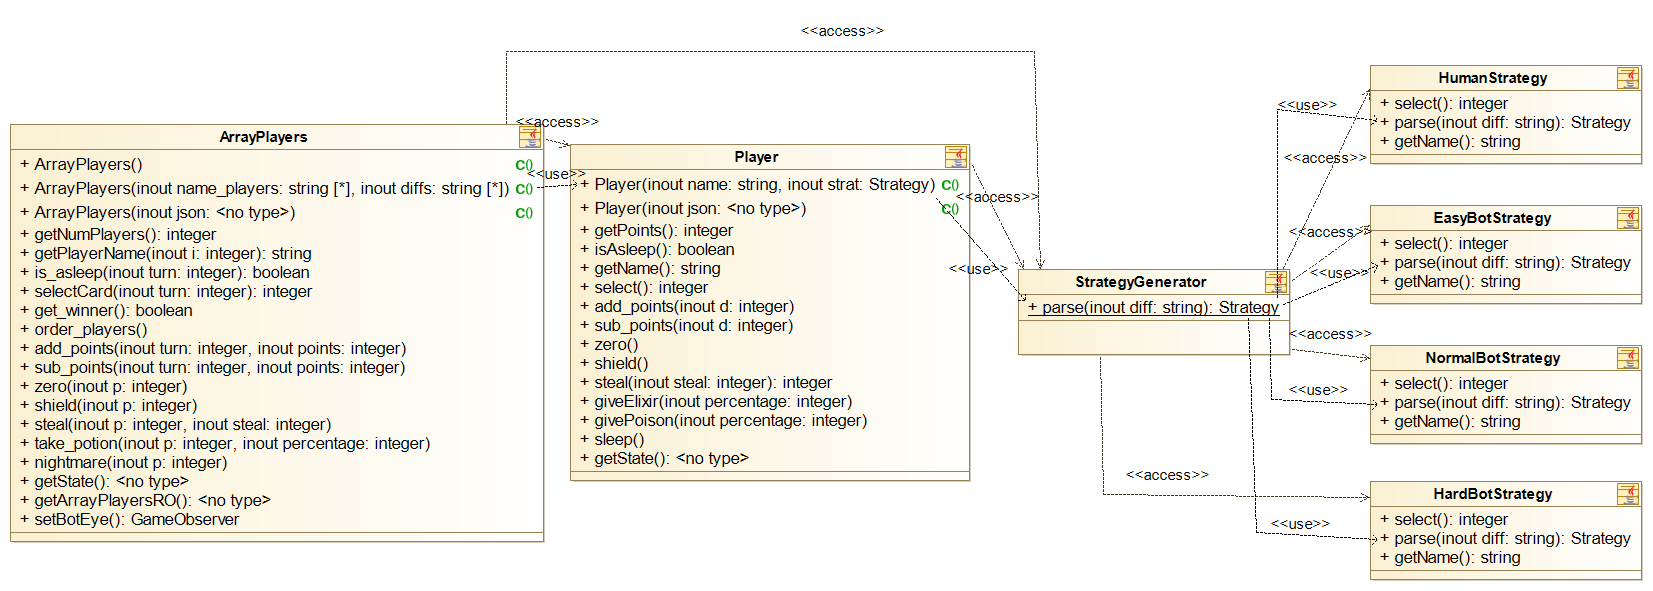 <<access>>
ArrayPlayers
+ ArrayPlayers()
C()
+ ArrayPlayers(inout name_players: string [*], inout diffs: string [*])
C()
+ ArrayPlayers(inout json: <no type>)
C()
+ getNumPlayers(): integer
+ getPlayerName(inout i: integer): string
+ is_asleep(inout turn: integer): boolean
+ selectCard(inout turn: integer): integer
+ get_winner(): boolean
+ order_players()
+ add_points(inout turn: integer, inout points: integer)
+ sub_points(inout turn: integer, inout points: integer)
+ zero(inout p: integer)
+ shield(inout p: integer)
+ steal(inout p: integer, inout steal: integer)
+ take_potion(inout p: integer, inout percentage: integer)
+ nightmare(inout p: integer)
+ getState(): <no type>
+ getArrayPlayersRO(): <no type>
+ setBotEye(): GameObserver
<<access>>
<<use>>
Player
+ Player(inout name: string, inout strat: Strategy)
C()
+ Player(inout json: <no type>)
C()
+ getPoints(): integer
+ isAsleep(): boolean
+ getName(): string
+ select(): integer
+ add_points(inout d: integer)
+ sub_points(inout d: integer)
+ zero()
+ shield()
+ steal(inout steal: integer): integer
+ giveElixir(inout percentage: integer)
+ givePoison(inout percentage: integer)
+ sleep()
+ getState(): <no type>
<<access>>
<<use>>
StrategyGenerator
+ parse(inout diff: string): Strategy
<<use>>
<<access>>
<<access>>
<<use>>
<<access>>
<<use>>
<<access>>
<<use>>
HumanStrategy
+ select(): integer
+ parse(inout diff: string): Strategy
+ getName(): string
EasyBotStrategy
+ select(): integer
+ parse(inout diff: string): Strategy
+ getName(): string
NormalBotStrategy
+ select(): integer
+ parse(inout diff: string): Strategy
+ getName(): string
HardBotStrategy
+ select(): integer
+ parse(inout diff: string): Strategy
+ getName(): string